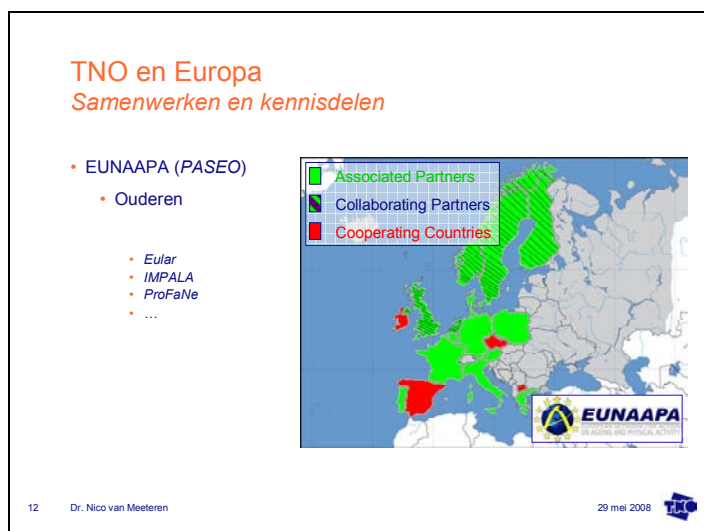 TNO en Europa
Samenwerken en kennisdelen
• EUNAAPA (PASEO)
• Ouderen
• Eular
• IMPALA
• ProFaNe
• ...
Associated Partners
Collaborating Partners
Cooperating Countries
EUNAAPA
12 Dr. Nico van Meeteren
29 mei 2008
TNO